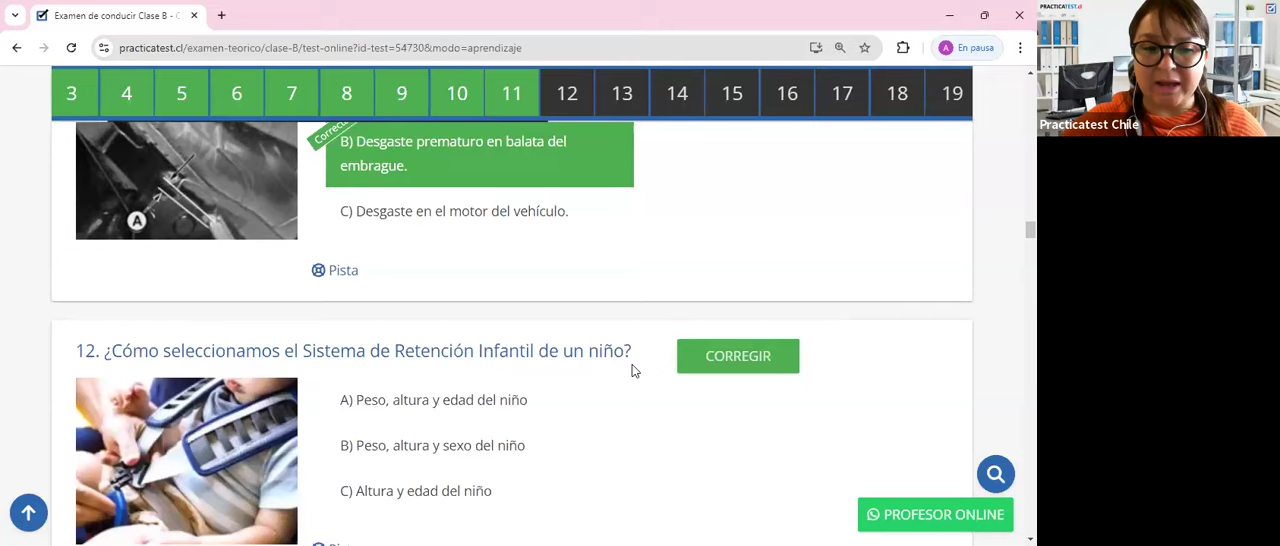 Examen de conducir Clase B - C
practicatest.cl/examen-teorico/clase-B/test-online?id-test=54730&modo=aprendizaje
A En pausa
PRACTICATEST.cl
Practicatest Chile
3 4 5 6 7 8 9 10 11 12 13 14 15 16 17 18 19
B) Desgaste prematuro en balata del
embrague.
A
C) Desgaste en el motor del vehículo.
Pista
12. ¿Cómo seleccionamos el Sistema de Retención Infantil de un niño?
CORREGIR
A) Peso, altura y edad del niño
B) Peso, altura y sexo del niño
C) Altura y edad del niño
PROFESOR ONLINE